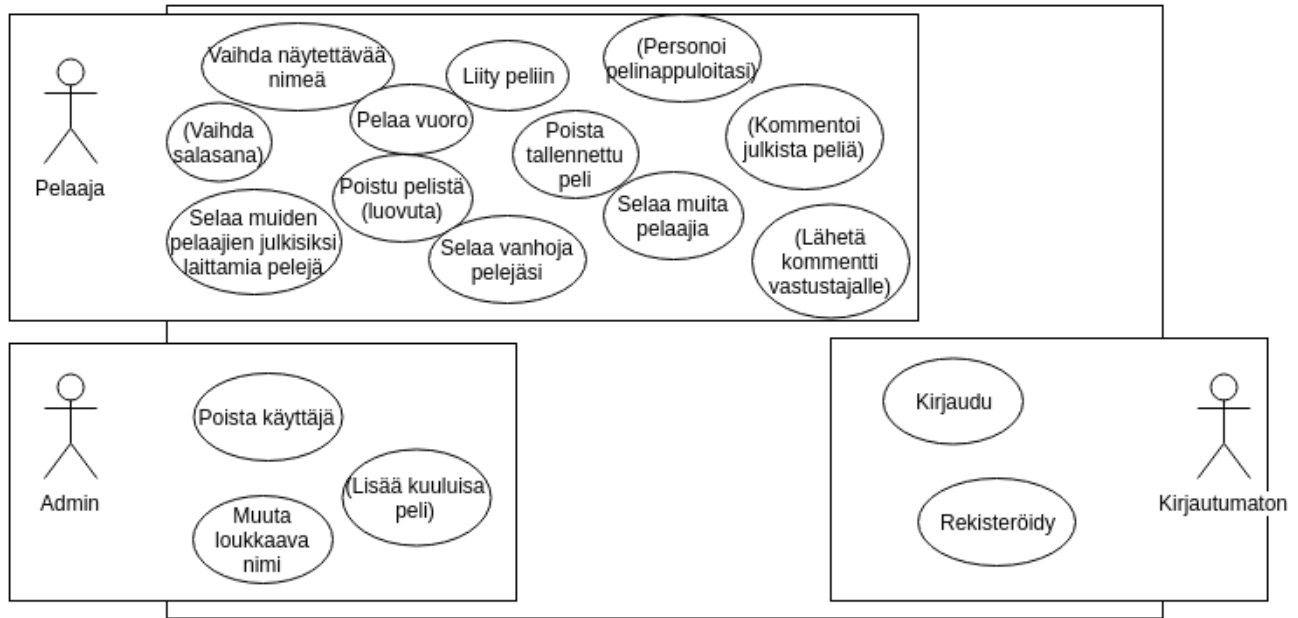 Vaihda näytettävää
nimeä
Liity peliin
(Personoi
pelinappuloitasi)
(Vaihda
salasana)
Pelaa vuoro
Poista
tallennettu
peli
(Kommentoi
julkista peliä)
Pelaaja
Selaa muiden
pelaajien julkisiksi
laittamia pelejä
Poistu pelistä
(luovuta)
Selaa vanhoja
pelejäsi
Selaa muita
pelaajia
(Lähetä
kommentti
vastustajalle)
Admin
Poista käyttäjä
(Lisää kuuluisa
peli)
Muuta
loukkaava
nimi
Kirjaudu
Rekisteröidy
Kirjautumaton